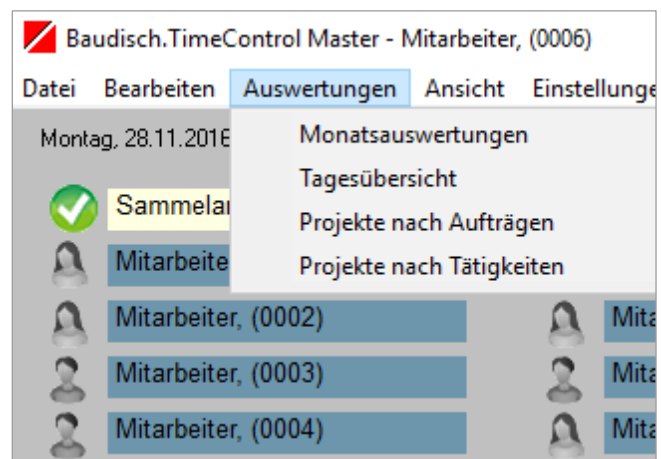 Baudisch.TimeControl Master - Mitarbeiter, (0006)
Datei Bearbeiten Auswertungen Ansicht
Montag, 28.11.2016
Monatsauswertungen
Tagesübersicht
Projekte nach Aufträgen
Projekte nach Tätigkeiten
Mitarbeiter, (0002)
Mitarbeiter, (0003)
Mitarbeiter, (0004)